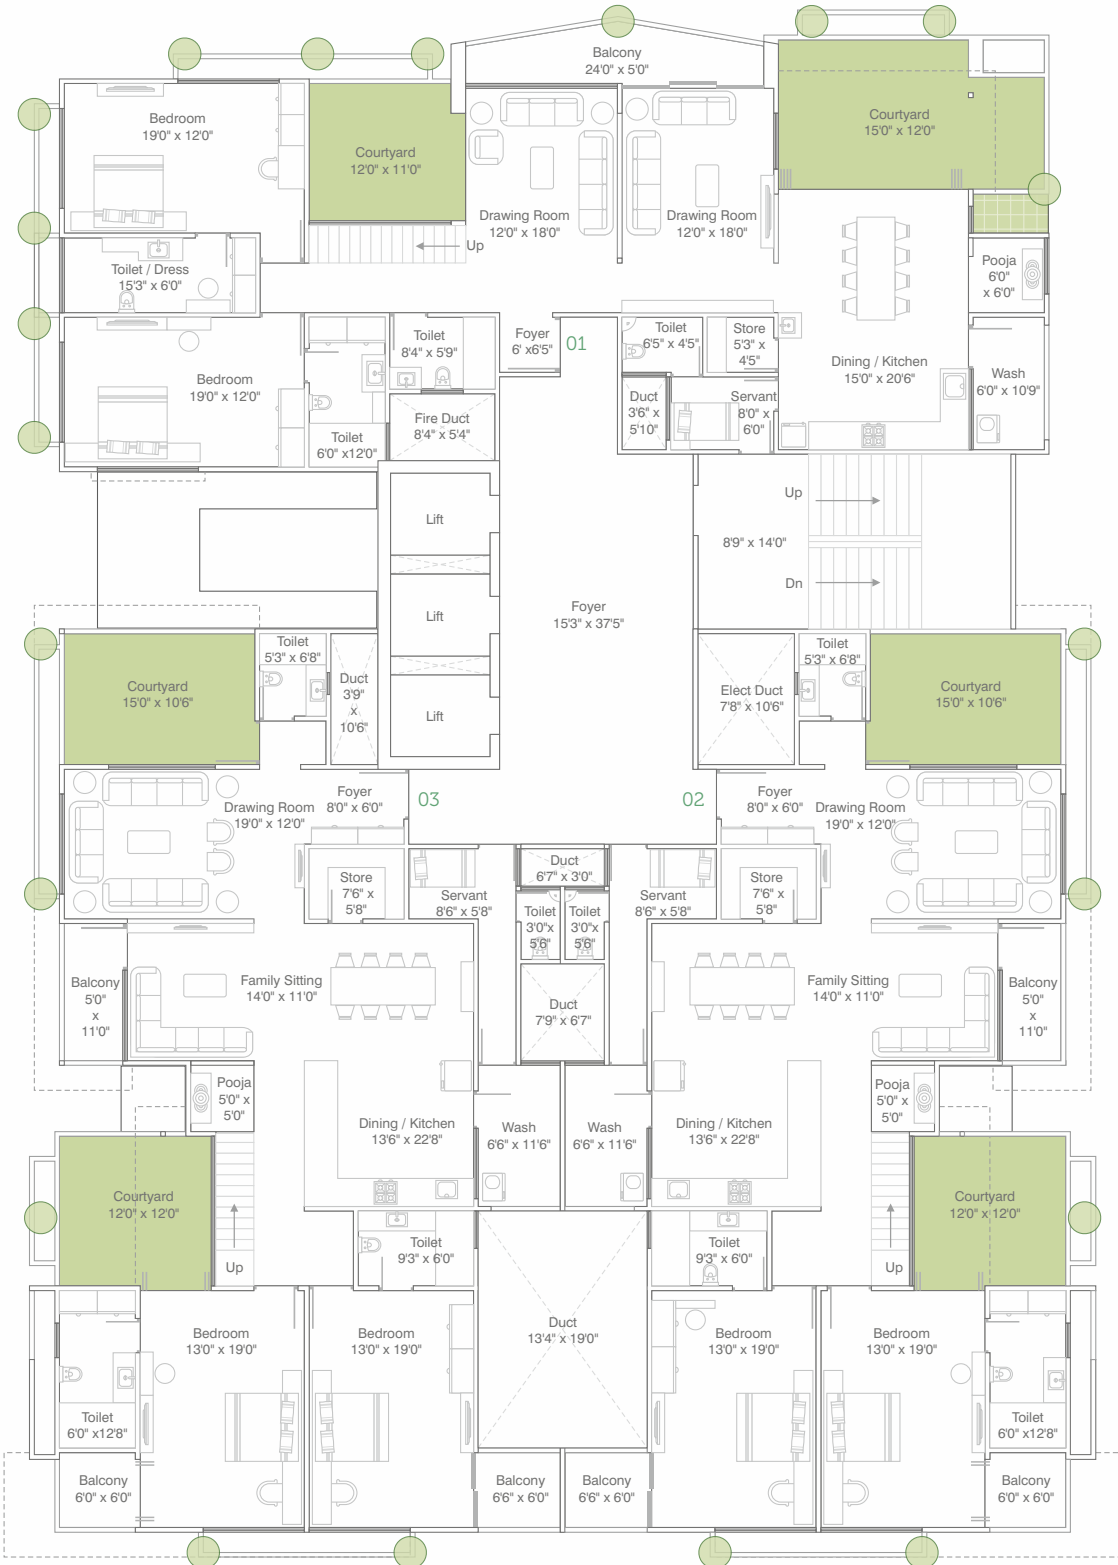 Balcony
24'0" x 5'0"
Bedroom
19'0" x 12'0"
Courtyard
12'0" x 11'0"
Courtyard
15'0" x 12'0"
Drawing Room
12'0" x 18'0"
Drawing Room
12'0" x 18'0"
Up
Toilet / Dress
15'3" x 6'0"
Pooja
6'0"
x 6'0"
Bedroom
19'0" x 12'0"
Toilet
8'4" x 5'9"
Foyer
6' x6'5"
01
Toilet
6'5" x 4'5"
Store
5'3" x
4'5"
Dining / Kitchen
15'0" x 20'6"
Wash
6'0" x 10'9"
Toilet
6'0" x12'0"
Fire Duct
8'4" x 5'4"
Duct
3'6" x
5'10"
Servant
8'0" x
6'0"
Lift
Up
8'9" x 14'0"
Dn
Lift
Foyer
15'3" x 37'5"
Lift
Courtyard
15'0" x 10'6"
Toilet
5'3" x 6'8"
Duct
3'9"
x
10'6"
Elect Duct
7'8" x 10'6"
Toilet
5'3" x 6'8"
Courtyard
15'0" x 10'6"
Drawing Room
19'0" x 12'0"
Foyer
8'0" x 6'0"
03
02
Foyer
8'0" x 6'0"
Drawing Room
19'0" x 12'0"
Store
7'6" x
5'8"
Servant
8'6" x 5'8"
Duct
6'7" x 3'0"
Toilet
3'0"x
5'6"
Toilet
3'0"x
5'6"
Servant
8'6" x 5'8"
Store
7'6" x
5'8"
Balcony
5'0"
x
11'0"
Family Sitting
14'0" x 11'0"
Duct
7'9" x 6'7"
Family Sitting
14'0" x 11'0"
Balcony
5'0"
x
11'0"
Pooja
5'0" x
5'0"
Dining / Kitchen
13'6" x 22'8"
Wash
6'6" x 11'6"
Wash
6'6" x 11'6"
Dining / Kitchen
13'6" x 22'8"
Pooja
5'0" x
5'0"
Courtyard
12'0" x 12'0"
Up
Toilet
9'3" x 6'0"
Toilet
9'3" x 6'0"
Up
Courtyard
12'0" x 12'0"
Bedroom
13'0" x 19'0"
Bedroom
13'0" x 19'0"
Duct
13'4" x 19'0"
Bedroom
13'0" x 19'0"
Bedroom
13'0" x 19'0"
Toilet
6'0" x12'8"
Toilet
6'0" x12'8"
Balcony
6'0" x 6'0"
Balcony
6'6" x 6'0"
Balcony
6'6" x 6'0"
Balcony
6'0" x 6'0"